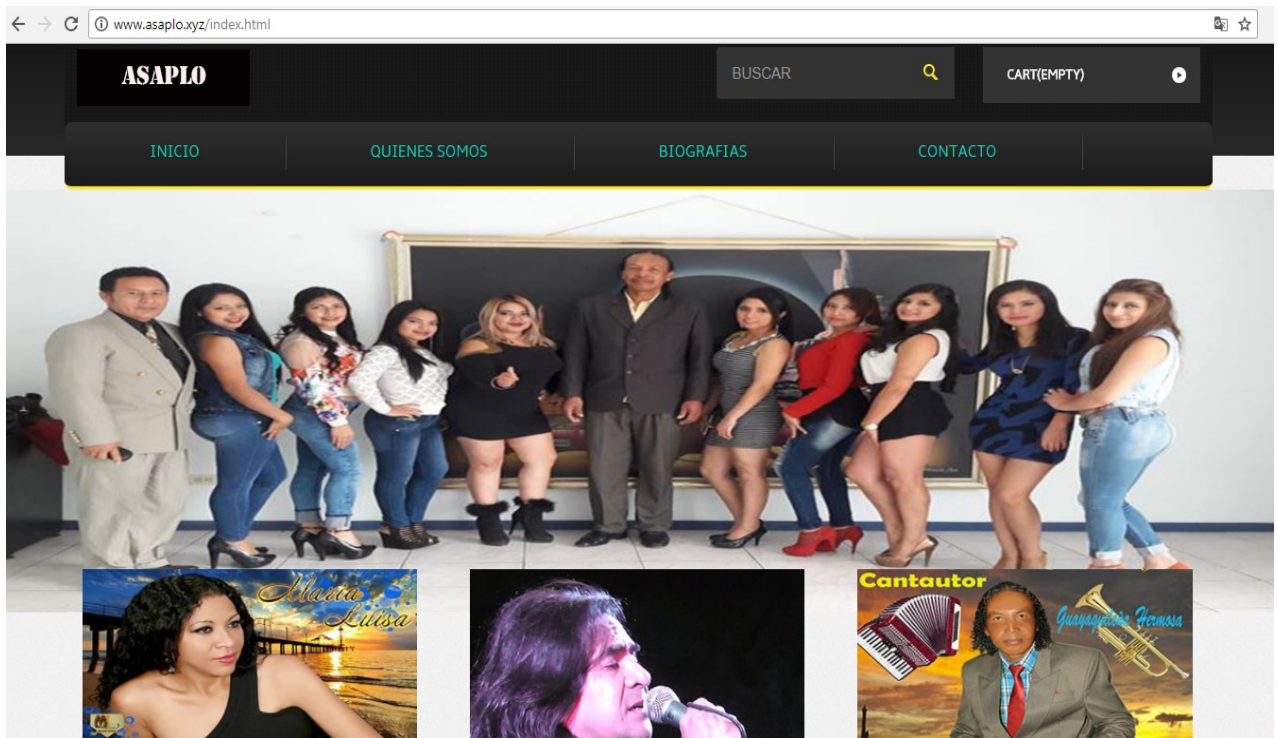 www.asaplo.xyz/index.html
ASAPLO
BUSCAR
CART(EMPTY)
INICIO
QUIENES SOMOS
BIOGRAFIAS
CONTACTO
Maria
Luisa
Cantautor
Guayaquileña Hermosa